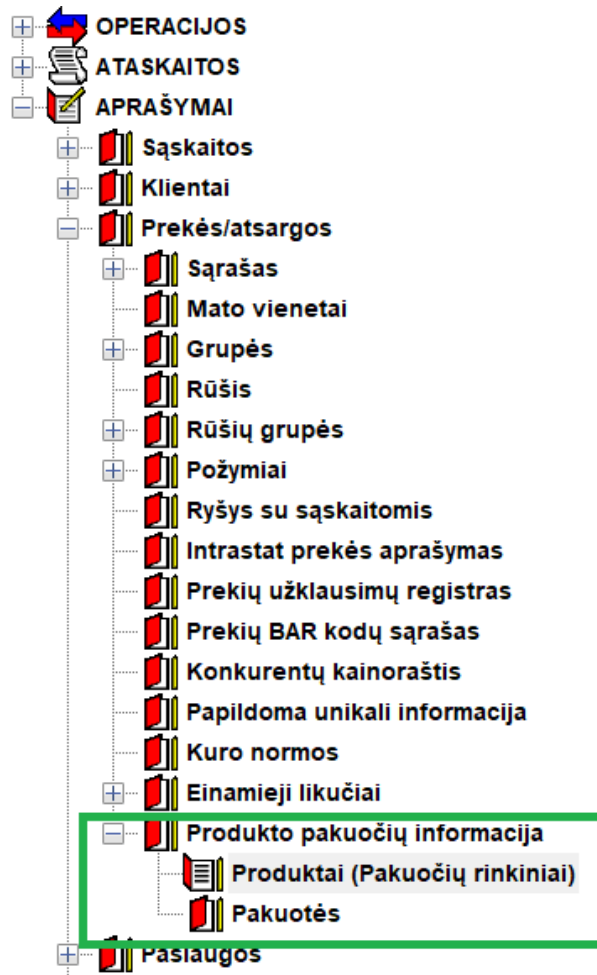 OPERACIJOS
ATASKAITOS
APRAŠYMAI
Sąskaitos
Klientai
Prekės/atsargos
Sąrašas
Mato vienetai
Grupės
Rūšis
Rūšių grupės
Požymiai
Ryšys su sąskaitomis
Intrastat prekės aprašymas
Prekių užklausimų registras
Prekių BAR kodų sąrašas
Konkurentų kainoraštis
Papildoma unikali informacija
Kuro normos
Einamieji likučiai
Produkto pakuočių informacija
Produktai (Pakuočių rinkiniai)
Pakuotės
Paslaugos